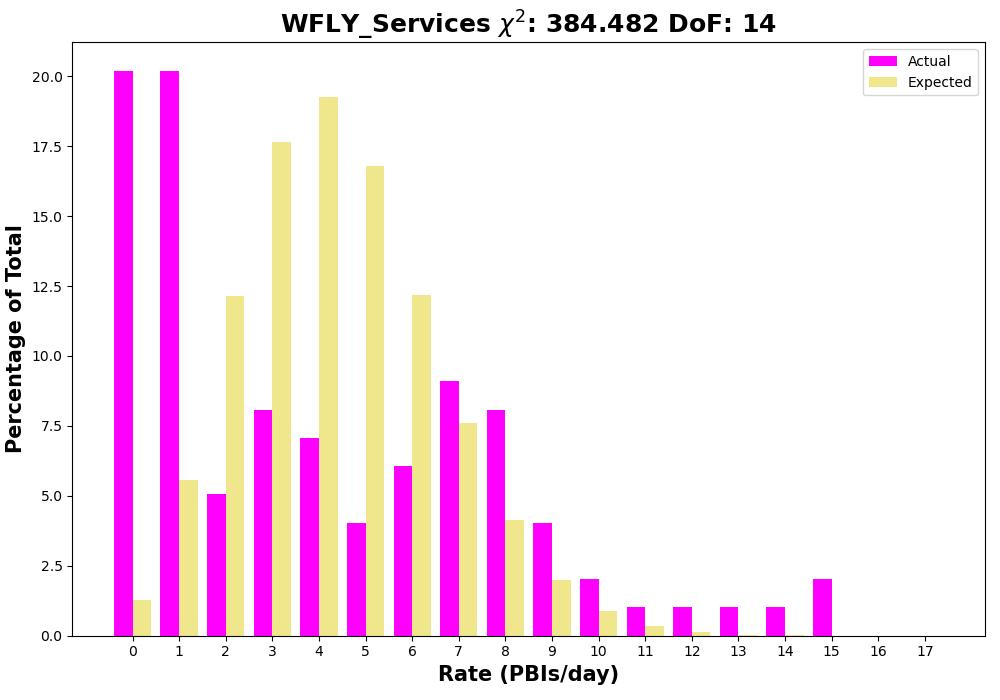 WFLY_Services χ²: 384.482 DoF: 14
Actual
Expected
20.0
17.5
15.0
12.5
10.0
7.5
5.0
2.5
0.0
Percentage of Total
0 1 2 3 4 5 6 7 8 9 10 11 12 13 14 15 16 17
Rate (PBIs/day)